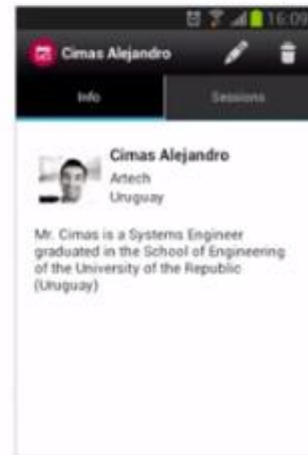 16:09
Cimas Alejandro
Info Sessions
Cimas Alejandro
Artech
Uruguay
Mr. Cimas is a Systems Engineer
graduated in the School of Engineering
of the University of the Republic
(Uruguay)